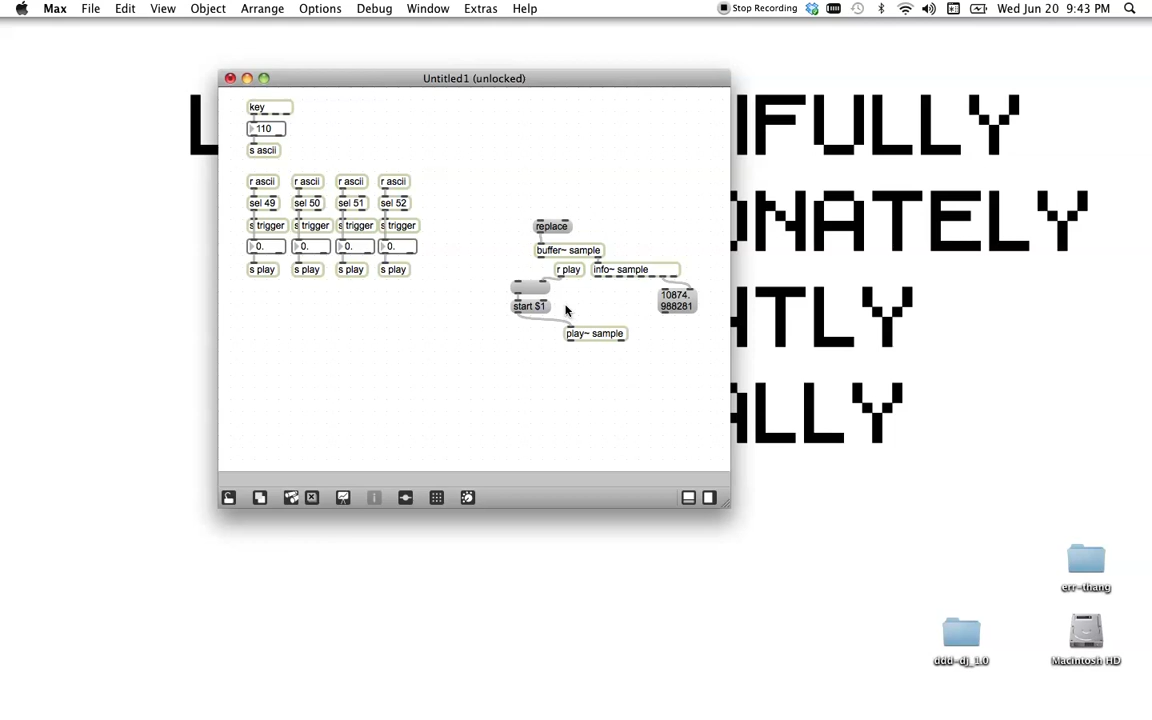 Max File Edit View Object Arrange Options Debug Window Extras Help Stop Recording Wed Jun 20 9:43 PM
Untitled1 (unlocked)
key
110
s ascii
r ascii r ascii r ascii r ascii
sel 49 sel 50 sel 51 sel 52
s trigger s trigger s trigger s trigger
0. 0. 0. 0.
s play s play s play s play
replace
buffer~ sample
r play info~ sample
start $1
10874.
988281
play~ sample
L
IFULLY
ONATELY
HTLY
ALLY
err-thang
ddd-dj_1.0
Macintosh HD